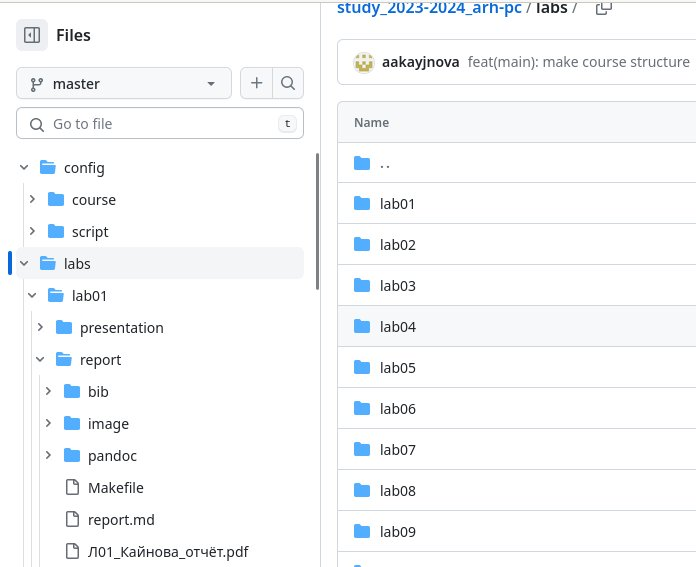 Files
master
Go to file
t
config
course
script
labs
lab01
presentation
report
bib
image
pandoc
Makefile
report.md
Л01_Кайнова_отчёт.pdf
study_2023-2024_arh-pc / labs /
aakayjnova feat(main): make course structure
Name
..
lab01
lab02
lab03
lab04
lab05
lab06
lab07
lab08
lab09